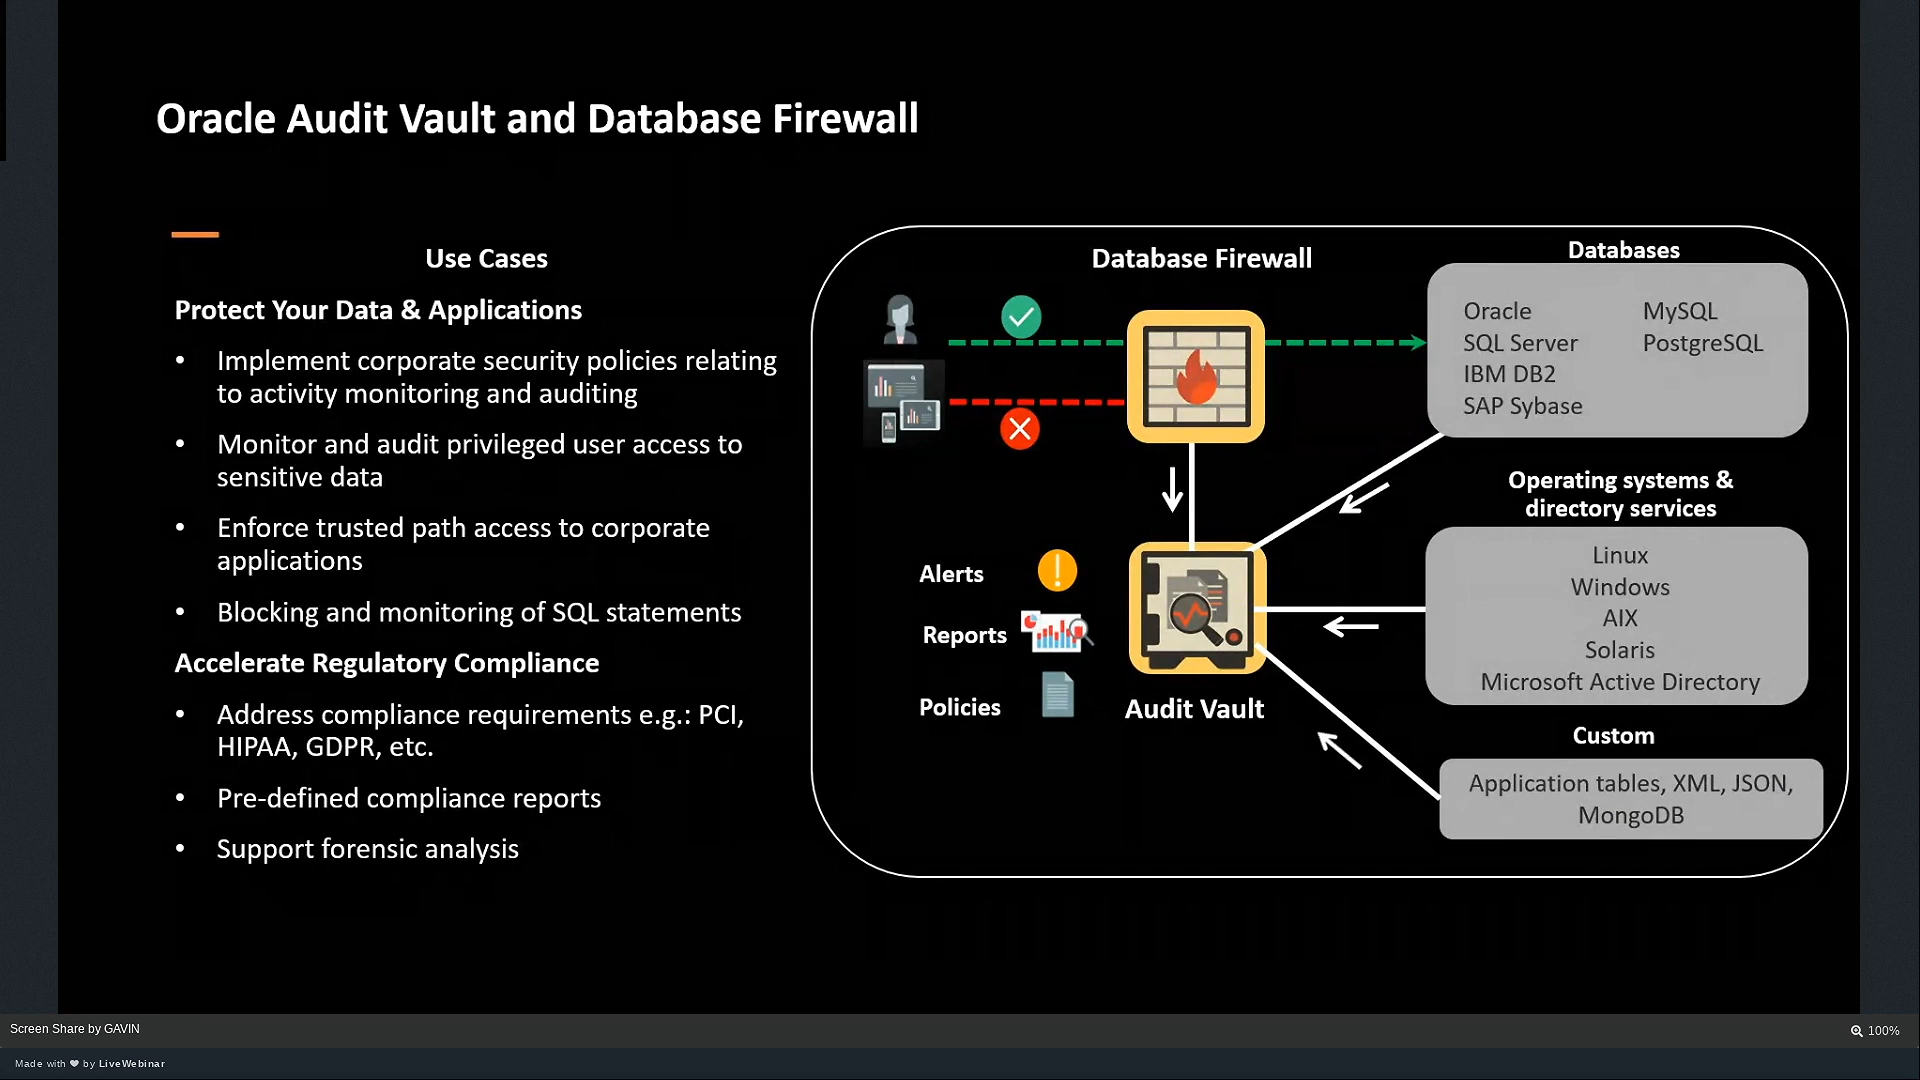 Oracle Audit Vault and Database Firewall
Use Cases
Protect Your Data & Applications
• Implement corporate security policies relating
to activity monitoring and auditing
• Monitor and audit privileged user access to
sensitive data
• Enforce trusted path access to corporate
applications
• Blocking and monitoring of SQL statements
Accelerate Regulatory Compliance
• Address compliance requirements e.g.: PCI,
HIPAA, GDPR, etc.
• Pre-defined compliance reports
• Support forensic analysis
Database Firewall
Databases
Oracle
SQL Server
IBM DB2
SAP Sybase
MySQL
PostgreSQL
Operating systems &
directory services
Linux
Windows
AIX
Solaris
Microsoft Active Directory
Alerts
Reports
Policies
Audit Vault
Custom
Application tables, XML, JSON,
MongoDB
Screen Share by GAVIN
100%
Made with ❤ by LiveWebinar